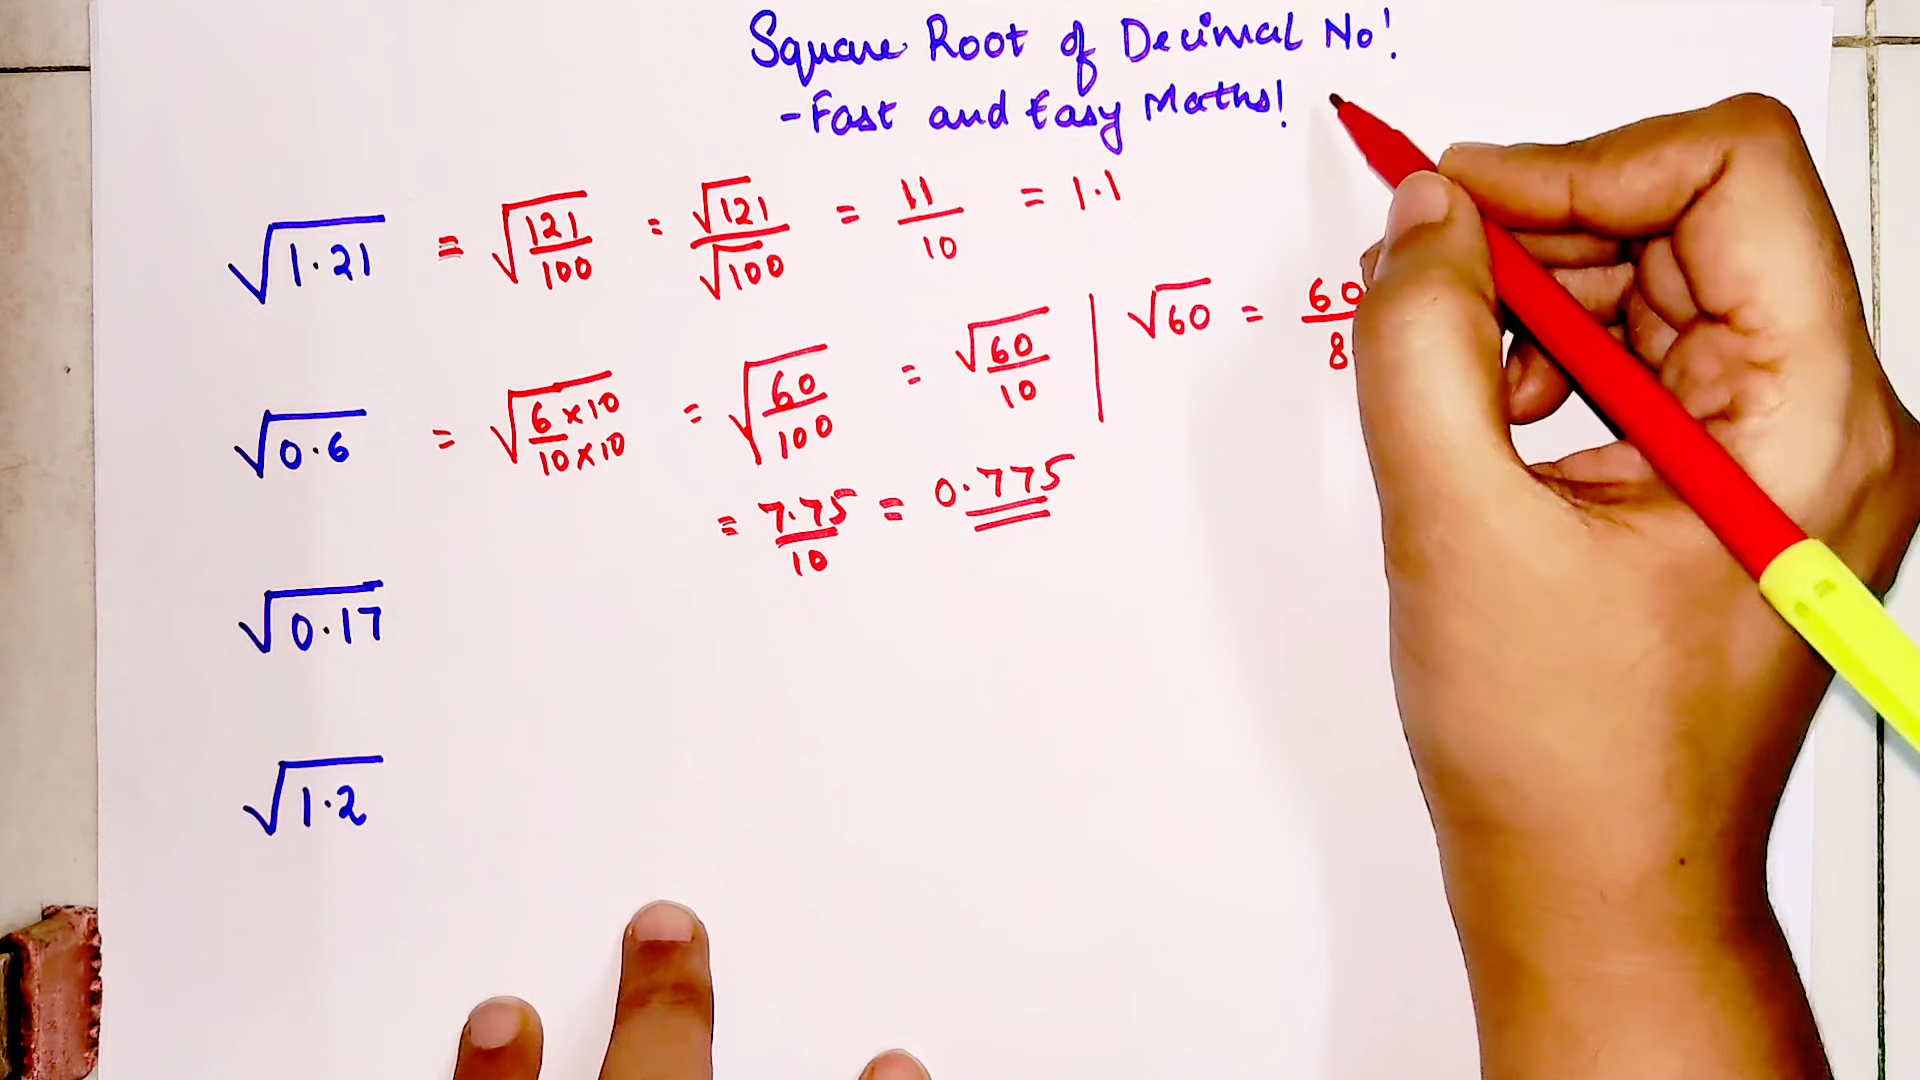 Square Root of Decimal No!
- Fast and Easy Maths!
√1.21 = √(121/100) = √121/√100 = 11/10 = 1.1
√0.6 = √(6×10/10×10) = √(60/100) = √60/10 | √60 = 60/8
= 7.75/10 = 0.775
√0.17
√1.2